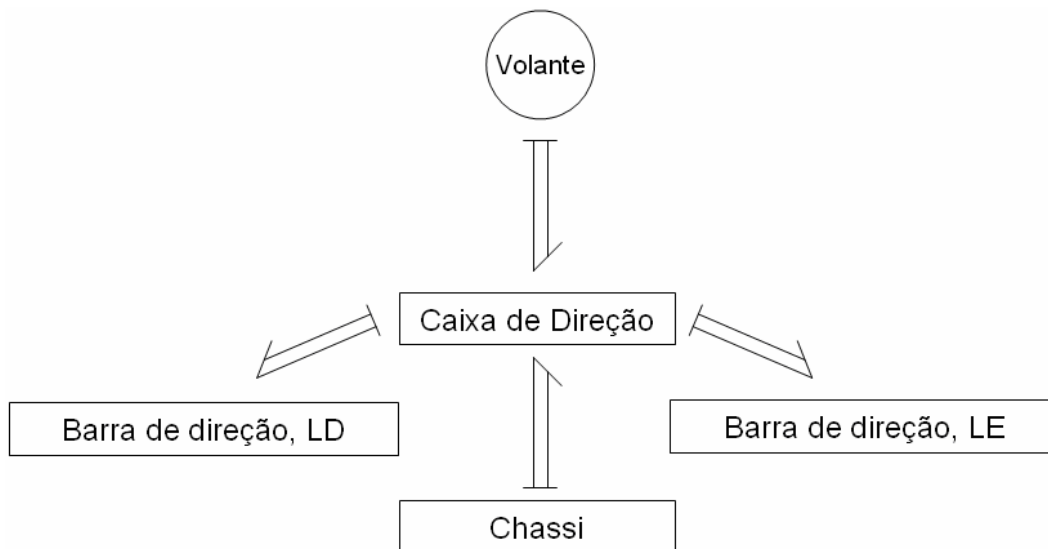 Volante
Caixa de Direção
Barra de direção, LD
Barra de direção, LE
Chassi